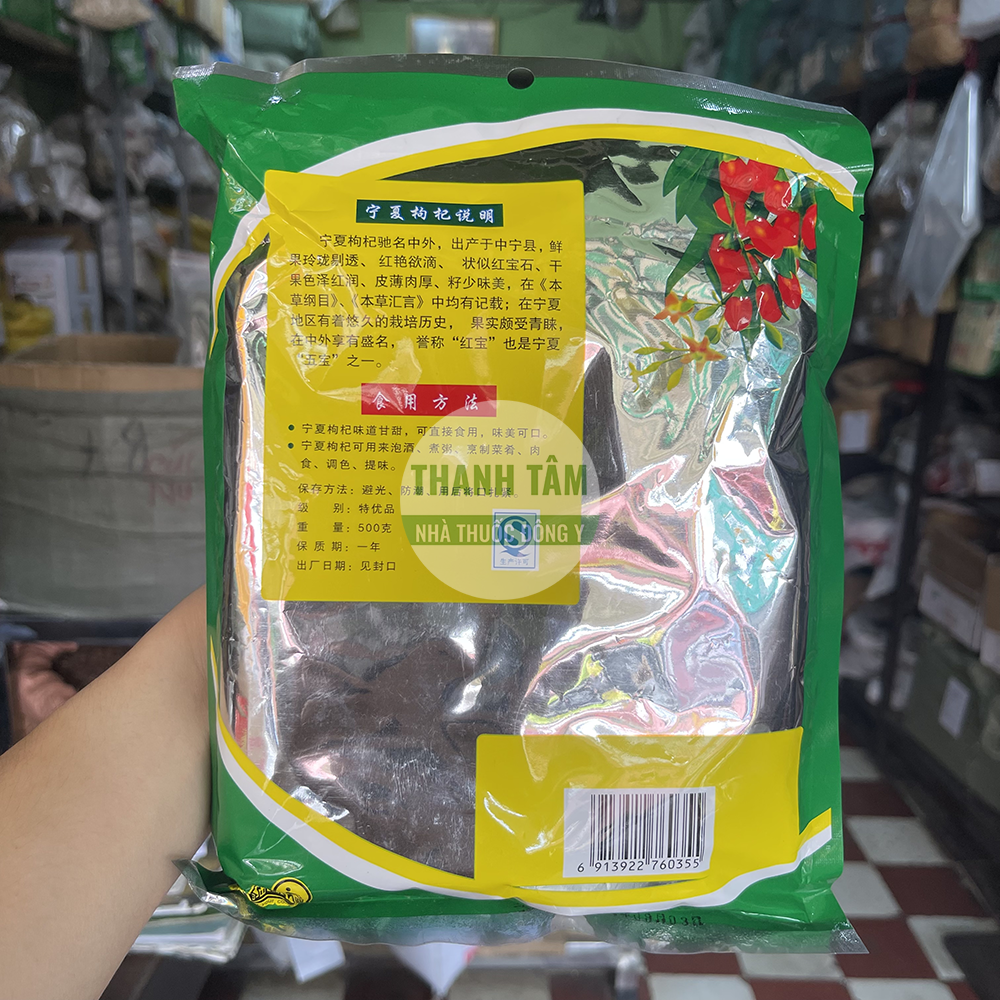 宁夏枸杞说明
宁夏枸杞驰名中外，出产于中宁县，鲜
果玲珑剔透、红艳欲滴、状似红宝石、干
果色泽红润、皮薄肉厚、籽少味美，在《本
草纲目》、《本草汇言》中均有记载；在宁夏
地区有着悠久的栽培历史，果实颇受青睐，
在中外享有盛名，誉称“红宝”也是宁夏
“五宝”之一。
食用方法
● 宁夏枸杞味道甘甜，可直接食用，味美可口。
● 宁夏枸杞可用来泡酒、煮粥、烹制菜肴、肉
食、调色、提味。
保存方法：避光、防潮、用后将口扎紧
级 别：特优品
重 量：500克
保 质 期：一年
出厂日期：见封口
生产许可
THANH TÂM
NHÀ THUỐC ĐÔNG Y
6 913922 760355